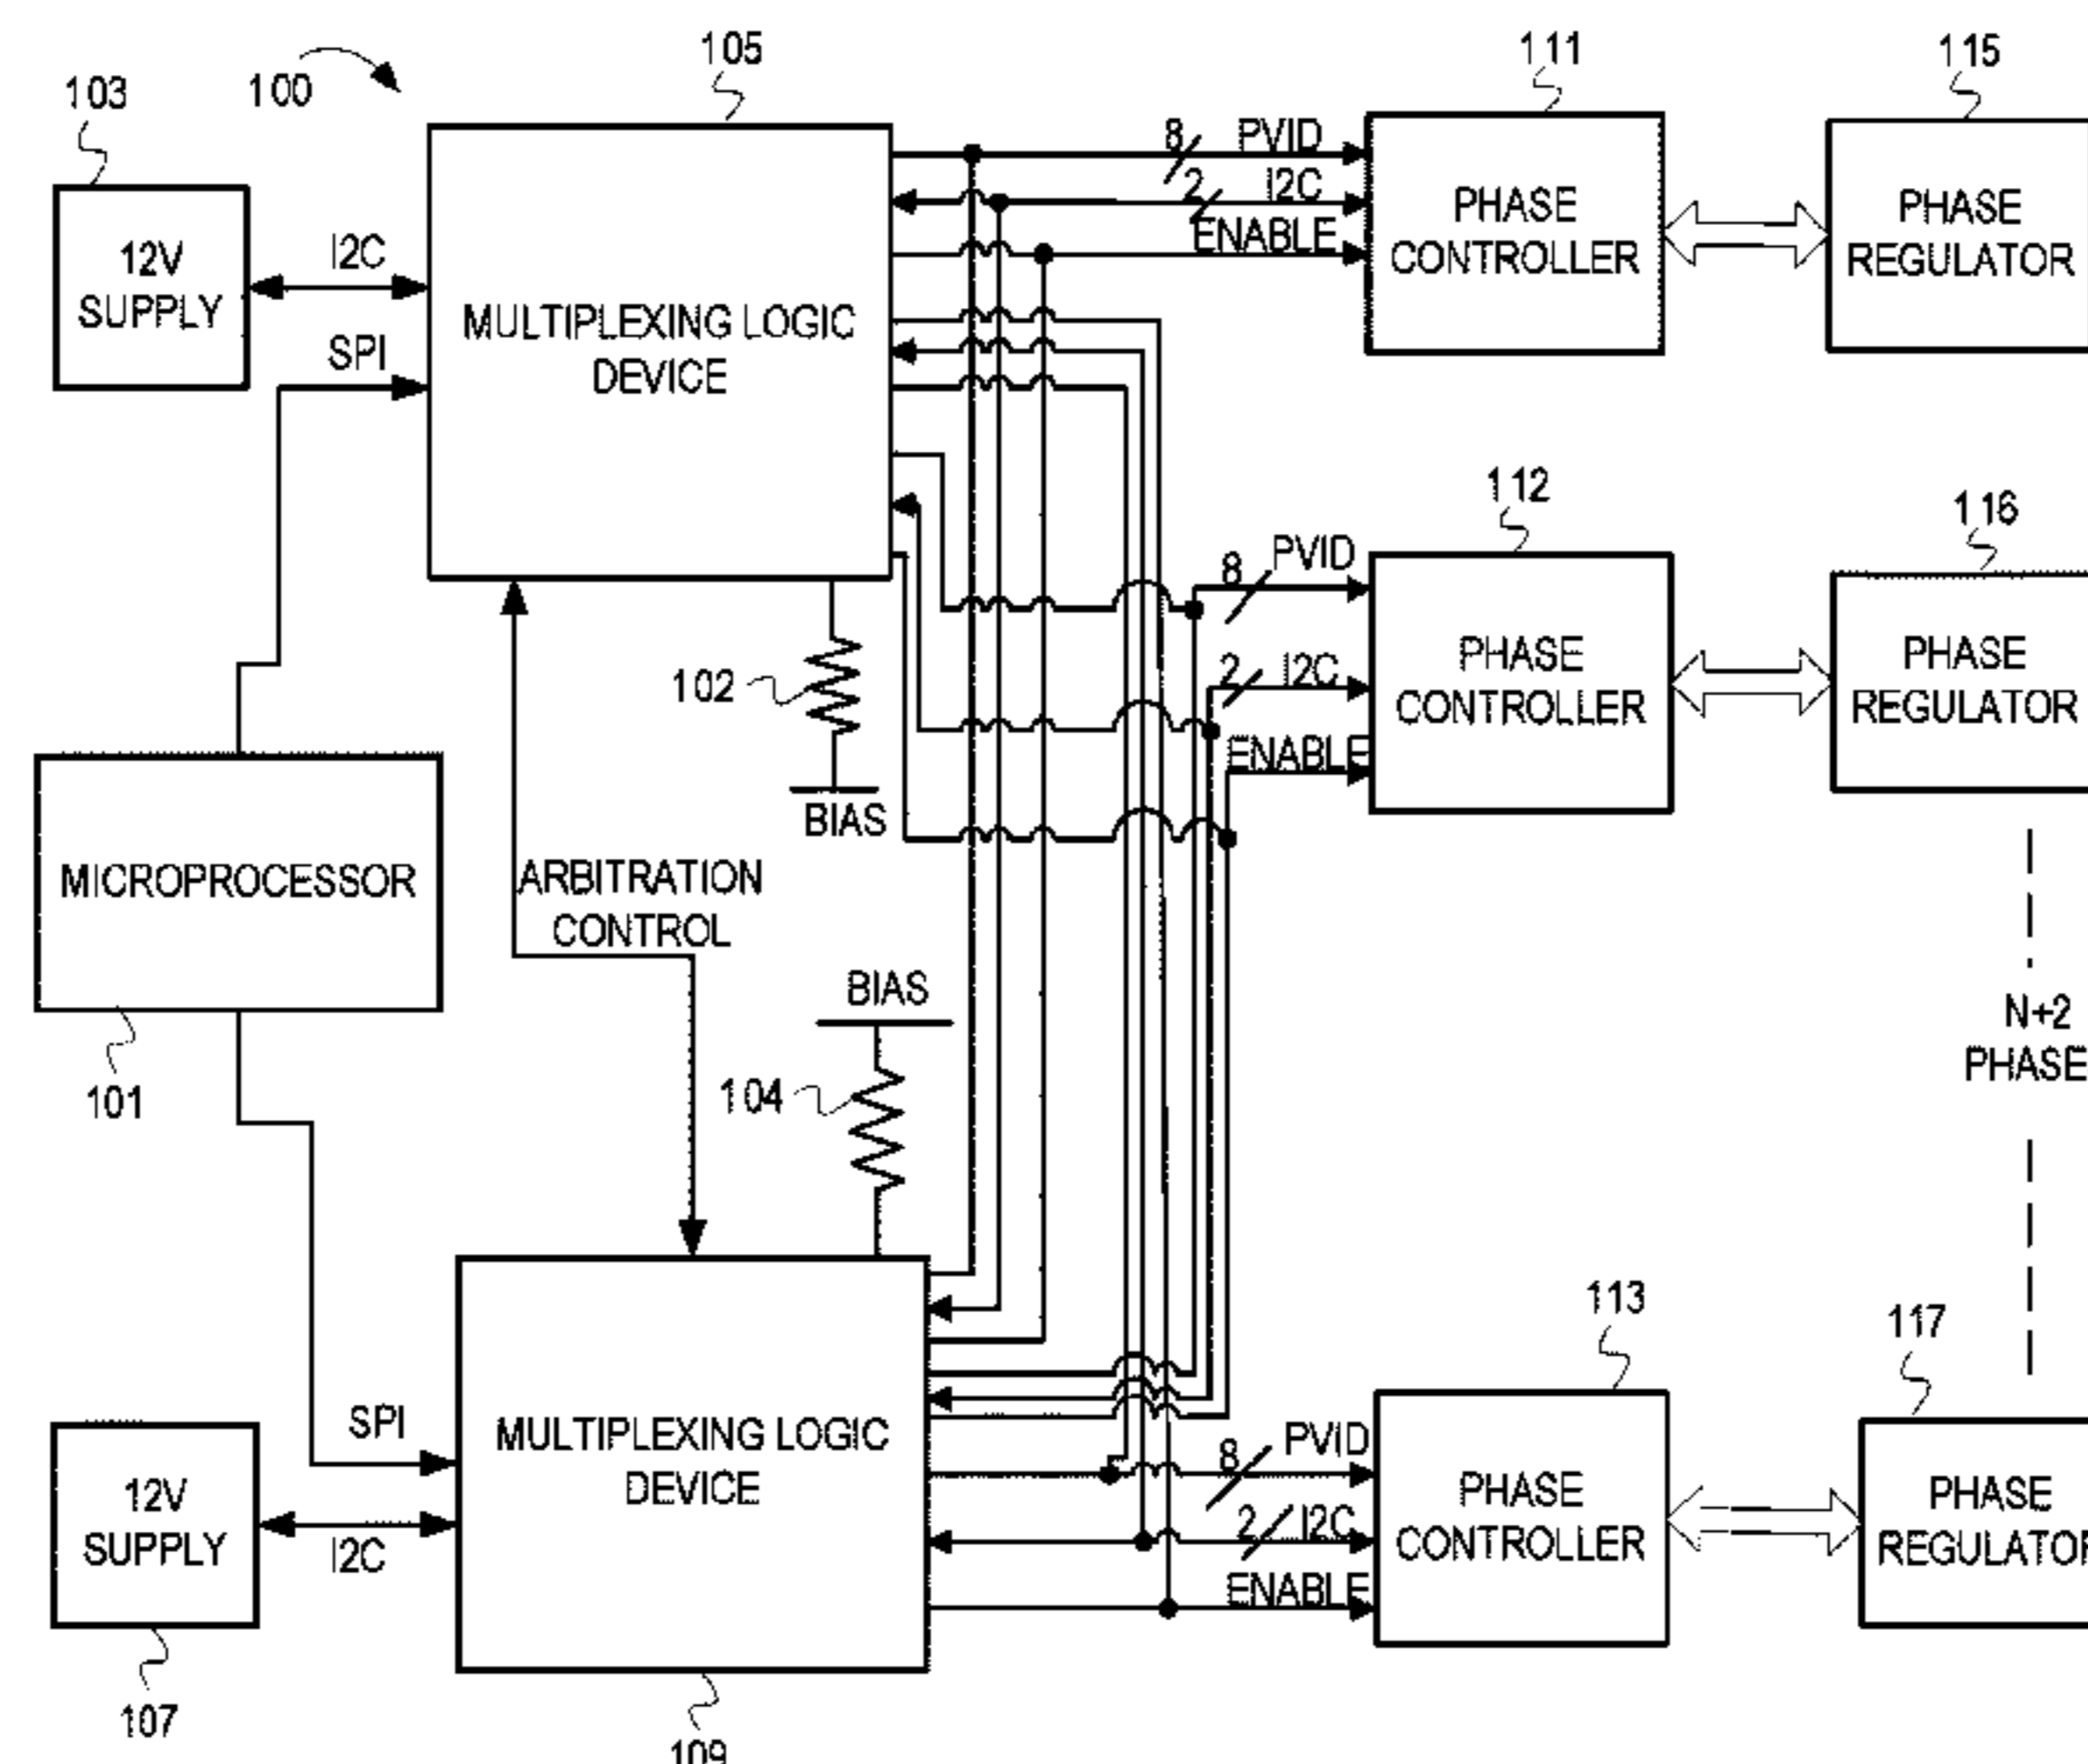 100
103
12V
SUPPLY
I2C
SPI
105
MULTIPLEXING LOGIC
DEVICE
8
PVID
2
I2C
ENABLE
111
PHASE
CONTROLLER
115
PHASE
REGULATOR
102
BIAS
112
8
PVID
2
I2C
ENABLE
PHASE
CONTROLLER
116
PHASE
REGULATOR
MICROPROCESSOR
101
ARBITRATION
CONTROL
BIAS
104
N+2
PHASE
SPI
12V
SUPPLY
I2C
107
MULTIPLEXING LOGIC
DEVICE
109
8
PVID
2
I2C
ENABLE
113
PHASE
CONTROLLER
117
PHASE
REGULATOR